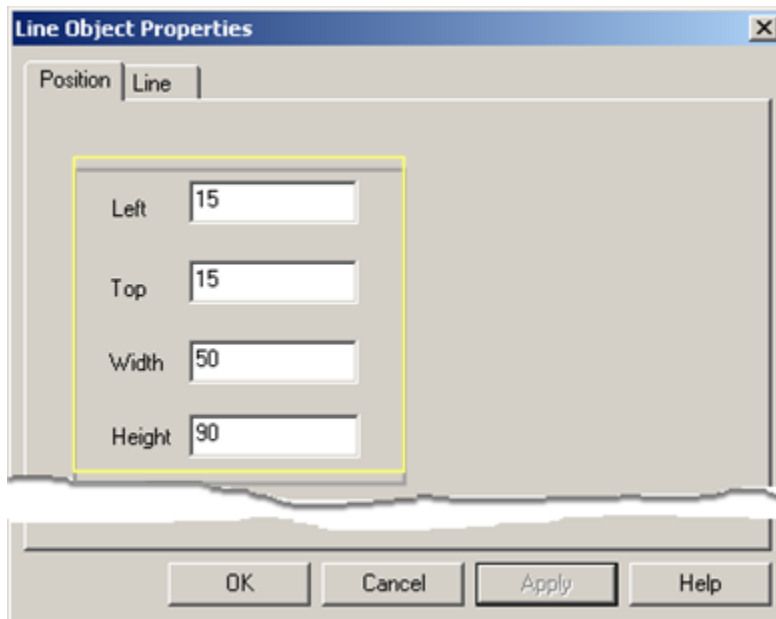 Line Object Properties
Position Line
Left 15
Top 15
Width 50
Height 90
OK Cancel Apply Help